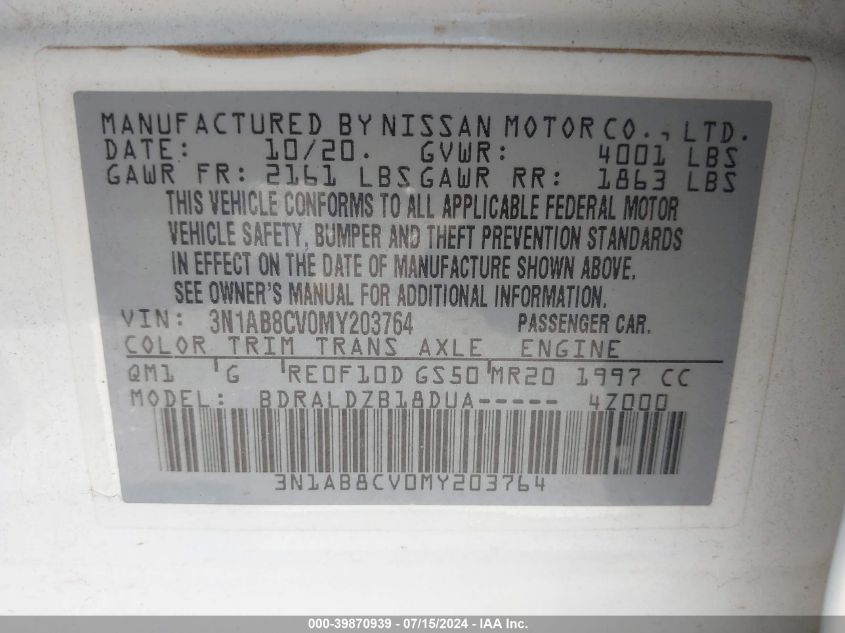 MANUFACTURED BY NISSAN MOTOR CO., LTD.
DATE: 10/20. GVWR: 4001 LBS
GAWR FR: 2161 LBS GAWR RR: 1863 LBS
THIS VEHICLE CONFORMS TO ALL APPLICABLE FEDERAL MOTOR
VEHICLE SAFETY, BUMPER AND THEFT PREVENTION STANDARDS
IN EFFECT ON THE DATE OF MANUFACTURE SHOWN ABOVE.
SEE OWNER'S MANUAL FOR ADDITIONAL INFORMATION.
VIN: 3N1AB8CV0MY203764 PASSENGER CAR.
COLOR TRIM TRANS AXLE ENGINE
QM1 G RE0F10D GS50 MR20 1997 CC
MODEL: BDRALDZB18DUA----- 4Z000
3N1AB8CV0MY203764
000-39870939 - 07/15/2024 - IAA Inc.